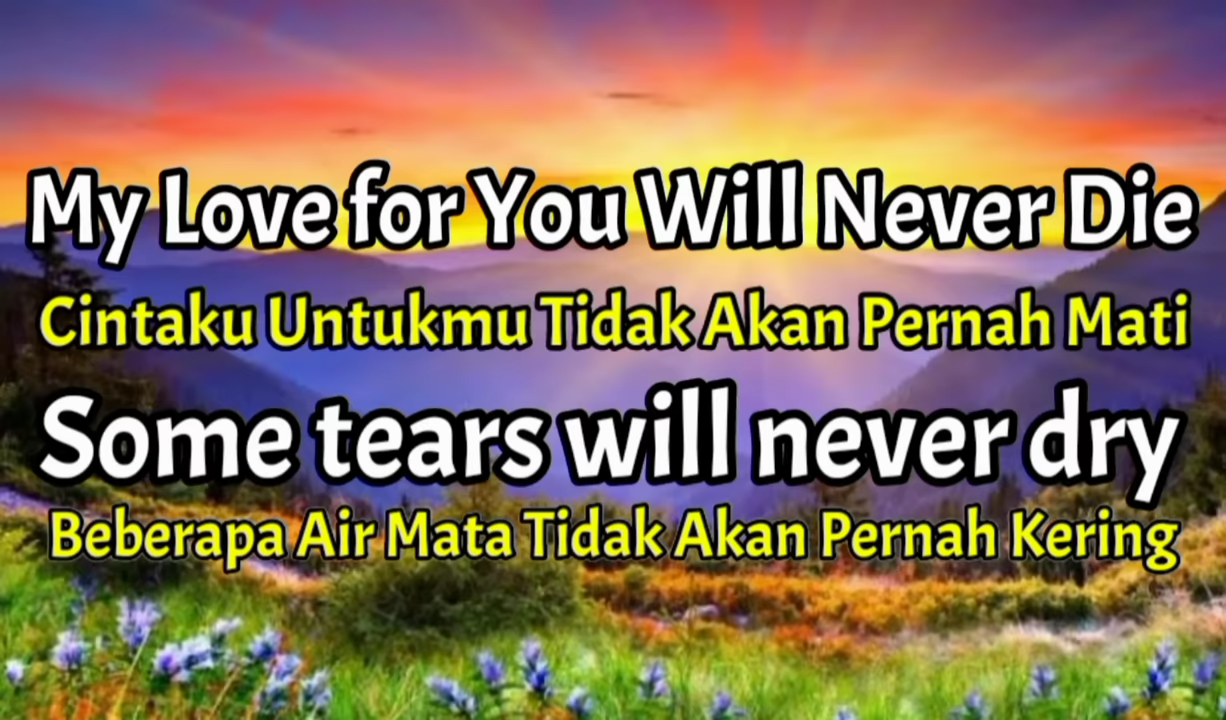 My Love for You Will Never Die
Cintaku Untukmu Tidak Akan Pernah Mati
Some tears will never dry
Beberapa Air Mata Tidak Akan Pernah Kering